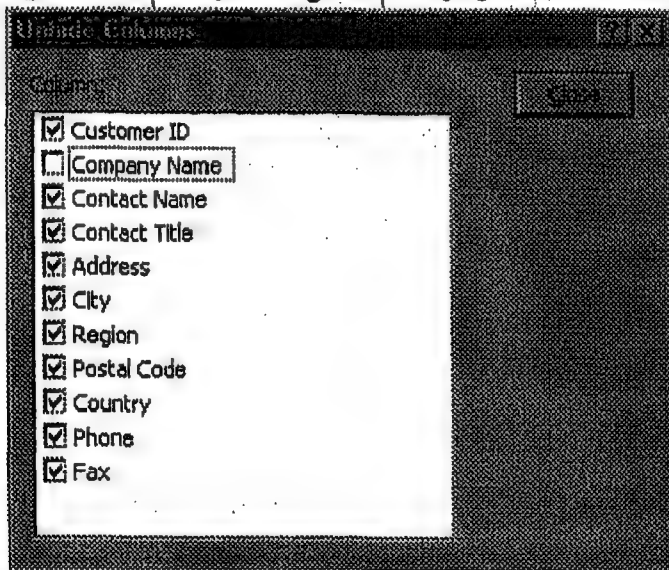 Unhide Columns
Column:
Close
Customer ID
Company Name
Contact Name
Contact Title
Address
City
Region
Postal Code
Country
Phone
Fax